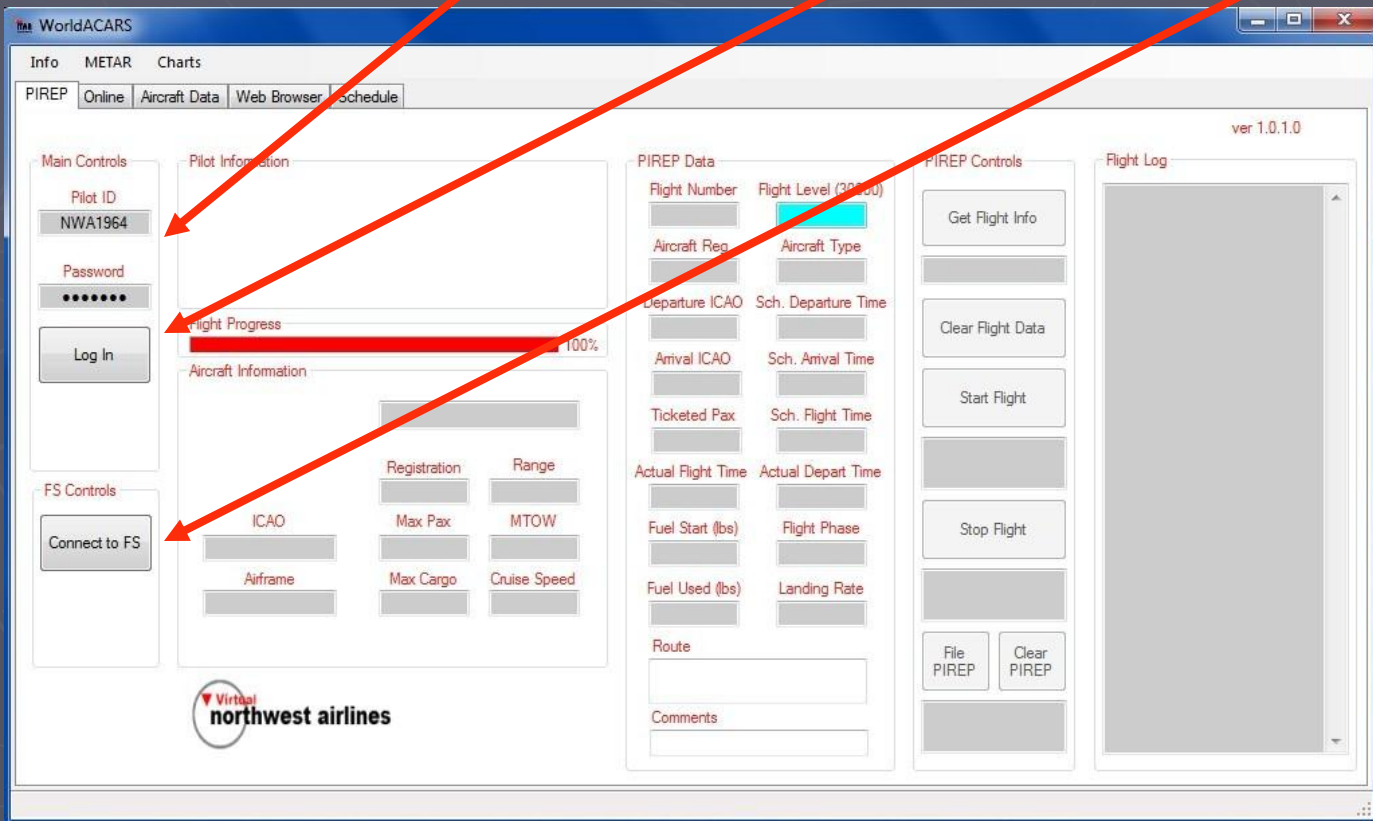 WorldACARS
Info METAR Charts
PIREP Online Aircraft Data Web Browser Schedule
ver 1.0.1.0
Main Controls
Pilot ID
NWA1964
Password
•••••••
Log In
FS Controls
Connect to FS
Pilot Information
Flight Progress
100%
Aircraft Information
Registration Range
ICAO Max Pax MTOW
Airframe Max Cargo Cruise Speed
Virtual
northwest airlines
PIREP Data
Flight Number Flight Level (30000)
Aircraft Reg Aircraft Type
Departure ICAO Sch. Departure Time
Arrival ICAO Sch. Arrival Time
Ticketed Pax Sch. Flight Time
Actual Flight Time Actual Depart Time
Fuel Start (lbs) Flight Phase
Fuel Used (lbs) Landing Rate
Route
Comments
PIREP Controls
Get Flight Info
Clear Flight Data
Start Flight
Stop Flight
File
PIREP
Clear
PIREP
Flight Log